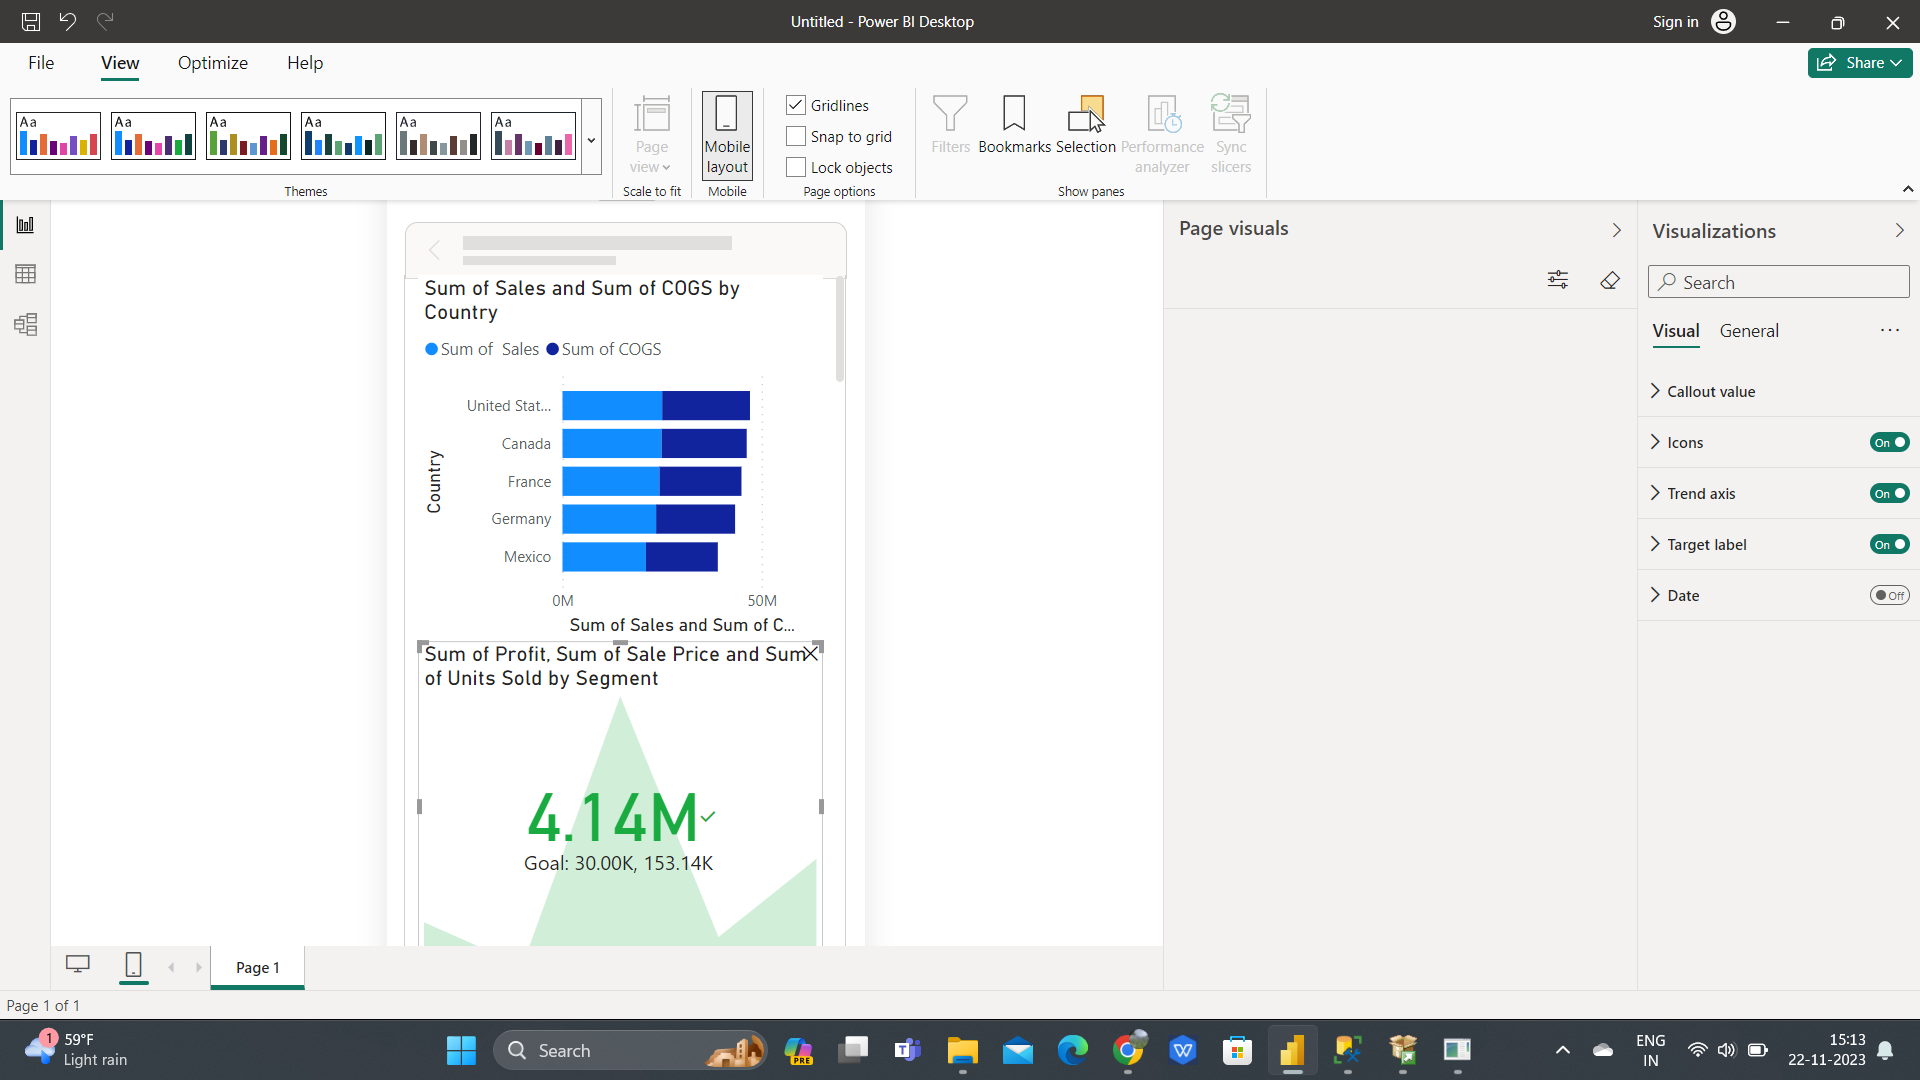 Untitled - Power BI Desktop
Sign in
File
View
Optimize
Help
Share
Aa
Aa
Aa
Aa
Aa
Aa
Themes
Page
view
Scale to fit
Mobile
layout
Mobile
Gridlines
Snap to grid
Lock objects
Page options
Filters
Bookmarks
Selection
Performance
analyzer
Sync
slicers
Show panes
Sum of Sales and Sum of COGS by
Country
Sum of Sales
Sum of COGS
Country
United Stat...
Canada
France
Germany
Mexico
0M
50M
Sum of Sales and Sum of C...
Sum of Profit, Sum of Sale Price and Sum
of Units Sold by Segment
4.14M
Goal: 30.00K, 153.14K
Page visuals
Visualizations
Search
Visual
General
...
Callout value
Icons
On
Trend axis
On
Target label
On
Date
Off
Page 1
Page 1 of 1
1
59°F
Light rain
Search
PRE
ENG
IN
15:13
22-11-2023